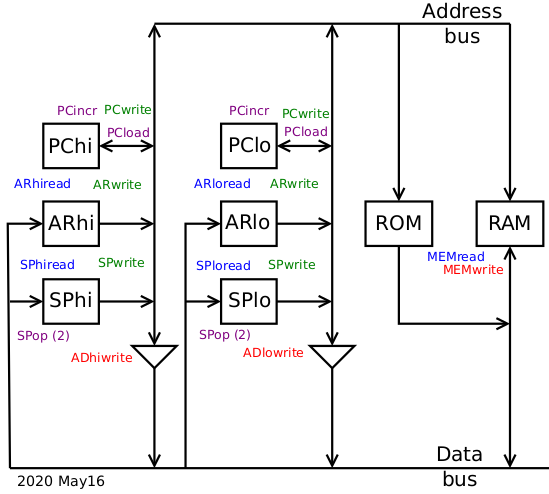 Address
bus
PCincr PCwrite
PCload
PChi
PCincr PCwrite
PCload
PClo
ARhiread ARwrite
ARhi
ARloread ARwrite
ARlo
ROM
RAM
SPhiread SPwrite
SPhi
SPop (2)
SPloread SPwrite
SPlo
SPop (2)
MEMread
MEMwrite
ADhiwrite
ADlowrite
Data
bus
2020 May16